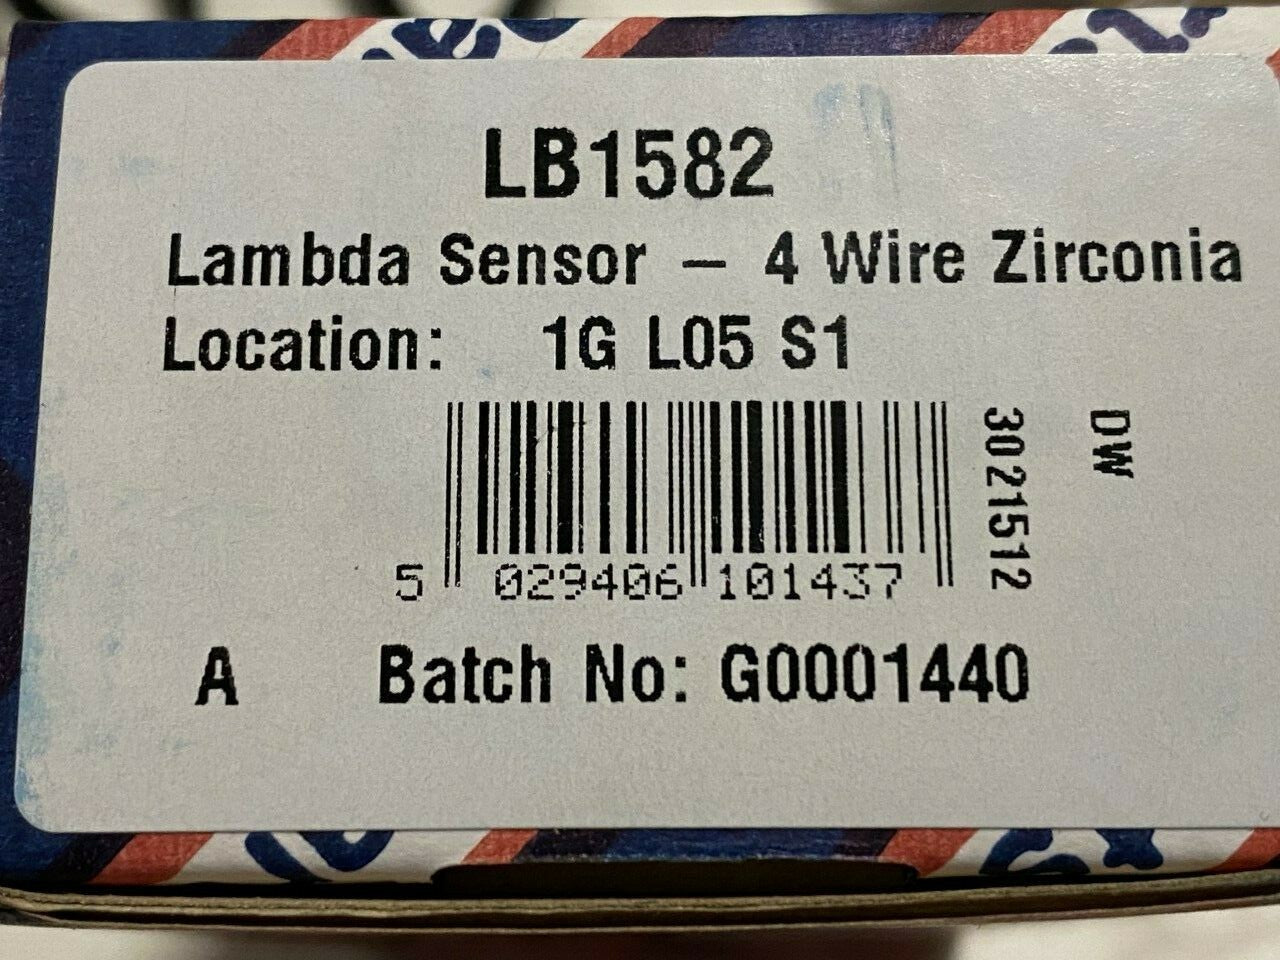 LB1582
Lambda Sensor – 4 Wire Zirconia
Location: 1G L05 S1
5 029406 101437
3021512
DW
A Batch No: G0001440